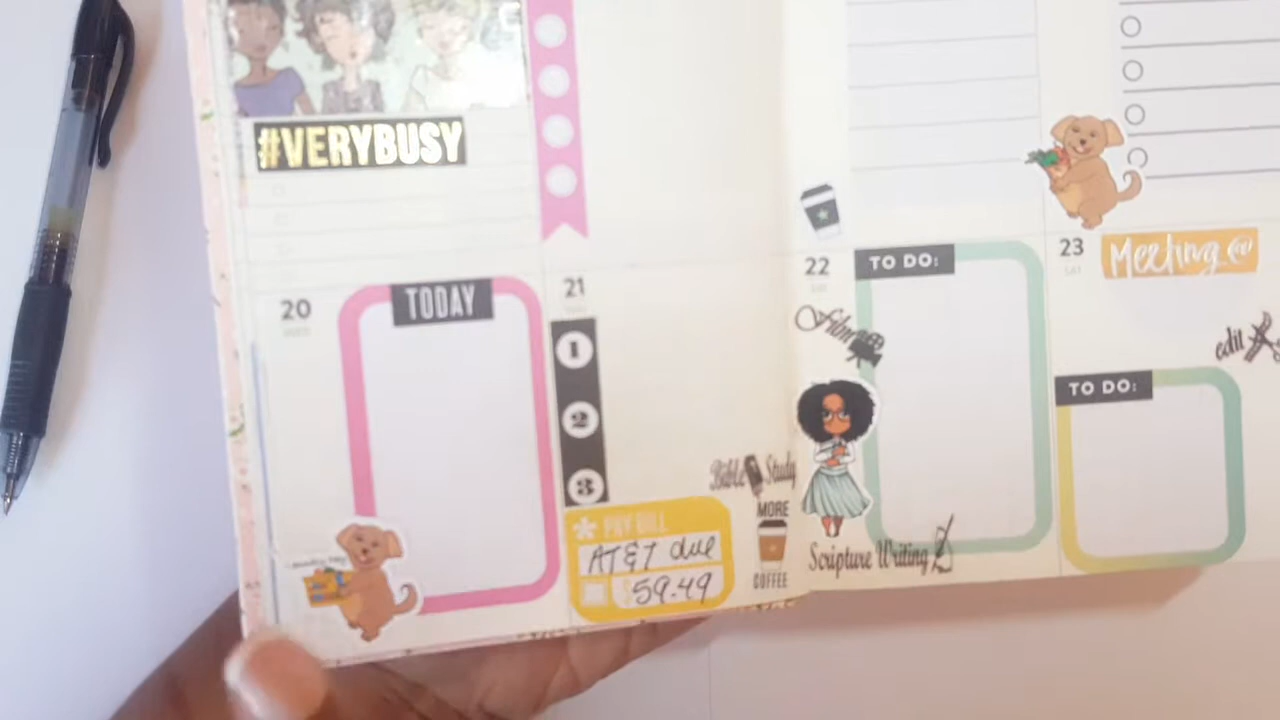 #VERYBUSY
20
TODAY
21
1
2
3
Bible Study
* PAY BILL
AT&T due
$59.49
MORE
COFFEE
22
TO DO:
Film
Scripture Writing
23
SAT
Meeting @
edit
TO DO: